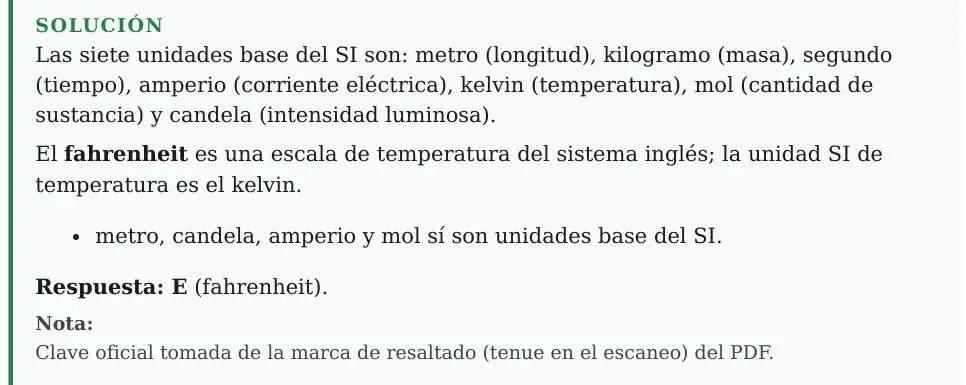 SOLUCIÓN
Las siete unidades base del SI son: metro (longitud), kilogramo (masa), segundo
(tiempo), amperio (corriente eléctrica), kelvin (temperatura), mol (cantidad de
sustancia) y candela (intensidad luminosa).
El fahrenheit es una escala de temperatura del sistema inglés; la unidad SI de
temperatura es el kelvin.
• metro, candela, amperio y mol sí son unidades base del SI.
Respuesta: E (fahrenheit).
Nota:
Clave oficial tomada de la marca de resaltado (tenue en el escaneo) del PDF.